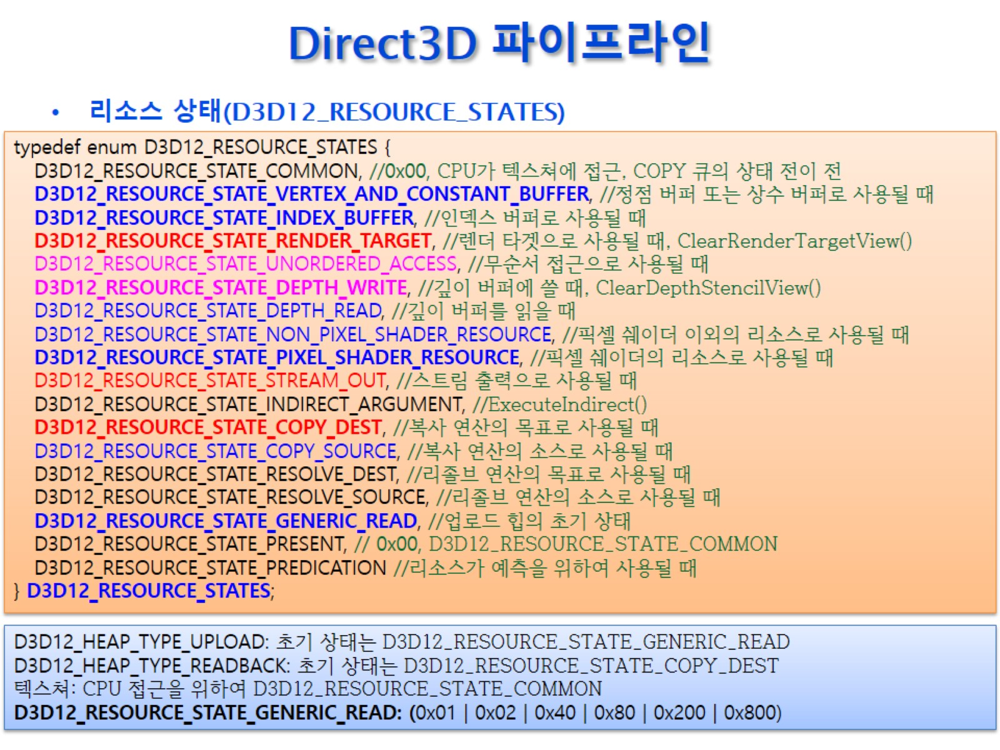 Direct3D 파이프라인
• 리소스 상태(D3D12_RESOURCE_STATES)
typedef enum D3D12_RESOURCE_STATES {
D3D12_RESOURCE_STATE_COMMON, //0x00, CPU가 텍스쳐에 접근, COPY 큐의 상태 전이 전
D3D12_RESOURCE_STATE_VERTEX_AND_CONSTANT_BUFFER, //정점 버퍼 또는 상수 버퍼로 사용될 때
D3D12_RESOURCE_STATE_INDEX_BUFFER, //인덱스 버퍼로 사용될 때
D3D12_RESOURCE_STATE_RENDER_TARGET, //렌더 타겟으로 사용될 때, ClearRenderTargetView()
D3D12_RESOURCE_STATE_UNORDERED_ACCESS, //무순서 접근으로 사용될 때
D3D12_RESOURCE_STATE_DEPTH_WRITE, //깊이 버퍼에 쓸 때, ClearDepthStencilView()
D3D12_RESOURCE_STATE_DEPTH_READ, //깊이 버퍼를 읽을 때
D3D12_RESOURCE_STATE_NON_PIXEL_SHADER_RESOURCE, //픽셀 쉐이더 이외의 리소스로 사용될 때
D3D12_RESOURCE_STATE_PIXEL_SHADER_RESOURCE, //픽셀 쉐이더의 리소스로 사용될 때
D3D12_RESOURCE_STATE_STREAM_OUT, //스트림 출력으로 사용될 때
D3D12_RESOURCE_STATE_INDIRECT_ARGUMENT, //ExecuteIndirect()
D3D12_RESOURCE_STATE_COPY_DEST, //복사 연산의 목표로 사용될 때
D3D12_RESOURCE_STATE_COPY_SOURCE, //복사 연산의 소스로 사용될 때
D3D12_RESOURCE_STATE_RESOLVE_DEST, //리졸브 연산의 목표로 사용될 때
D3D12_RESOURCE_STATE_RESOLVE_SOURCE, //리졸브 연산의 소스로 사용될 때
D3D12_RESOURCE_STATE_GENERIC_READ, //업로드 힙의 초기 상태
D3D12_RESOURCE_STATE_PRESENT, // 0x00, D3D12_RESOURCE_STATE_COMMON
D3D12_RESOURCE_STATE_PREDICATION //리소스가 예측을 위하여 사용될 때
} D3D12_RESOURCE_STATES;
D3D12_HEAP_TYPE_UPLOAD: 초기 상태는 D3D12_RESOURCE_STATE_GENERIC_READ
D3D12_HEAP_TYPE_READBACK: 초기 상태는 D3D12_RESOURCE_STATE_COPY_DEST
텍스쳐: CPU 접근을 위하여 D3D12_RESOURCE_STATE_COMMON
D3D12_RESOURCE_STATE_GENERIC_READ: (0x01 | 0x02 | 0x40 | 0x80 | 0x200 | 0x800)